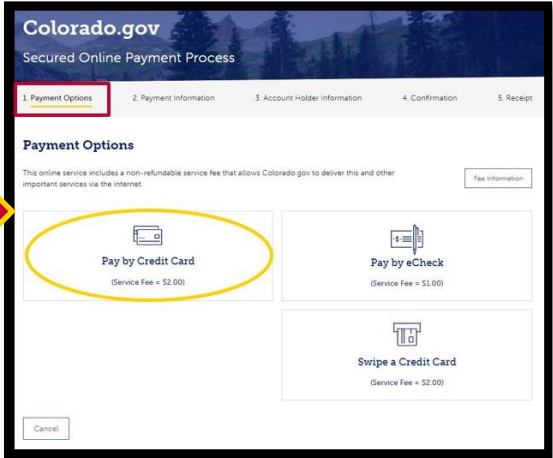 Colorado.gov
Secured Online Payment Process
1. Payment Options 2. Payment Information 3. Account Holder Information 4. Confirmation 5. Receipt
Payment Options
This online service includes a non-refundable service fee that allows Colorado.gov to deliver this and other
important services via the internet.
Fee Information
Pay by Credit Card
(Service Fee = $2.00)
Pay by eCheck
(Service Fee = $1.00)
Swipe a Credit Card
(Service Fee = $2.00)
Cancel